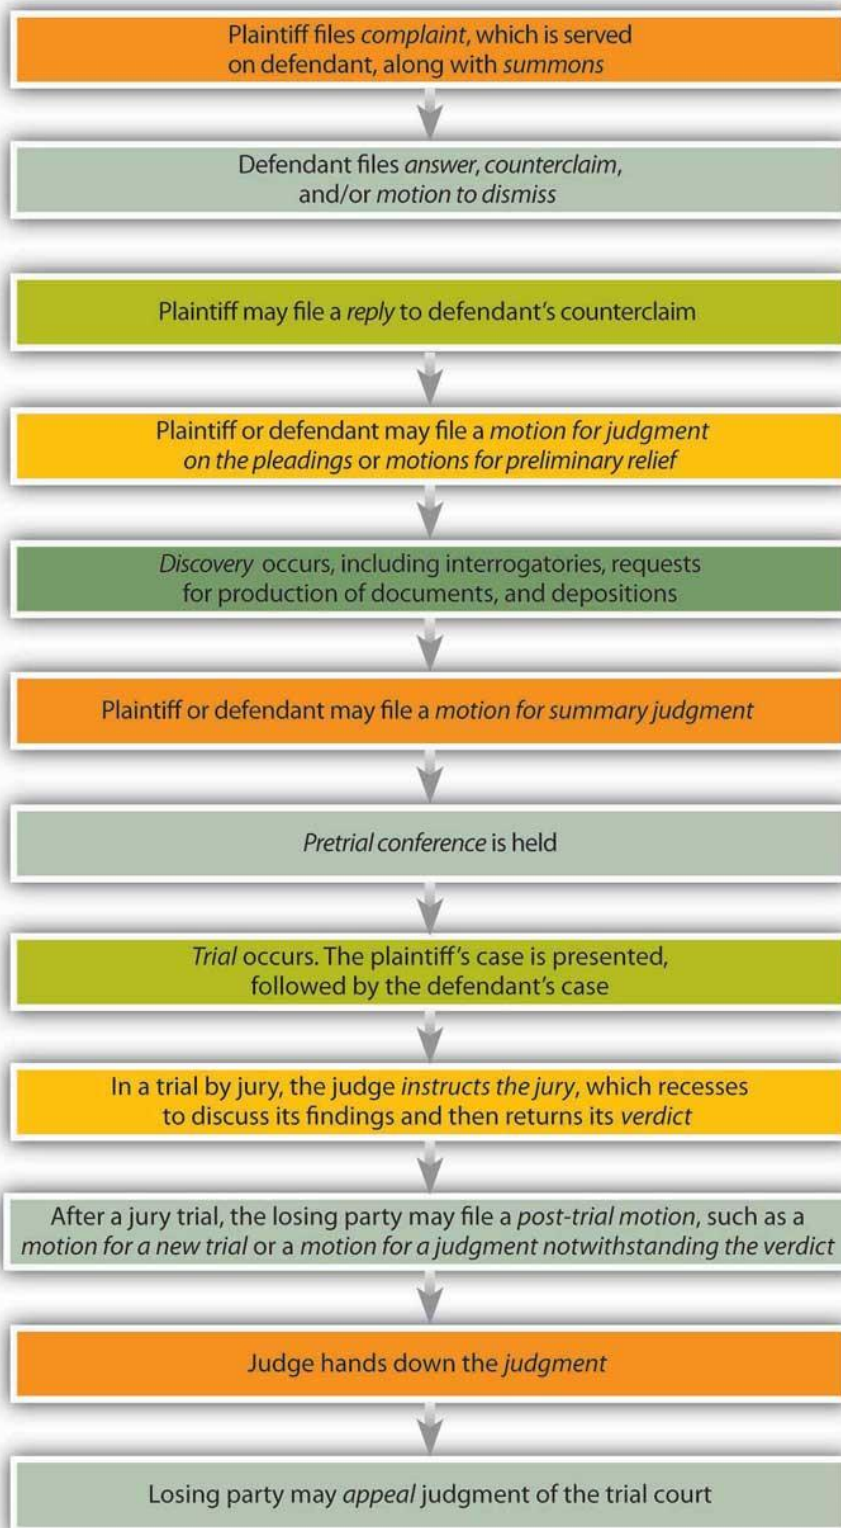 Plaintiff files complaint, which is served
on defendant, along with summons
Defendant files answer, counterclaim,
and/or motion to dismiss
Plaintiff may file a reply to defendant’s counterclaim
Plaintiff or defendant may file a motion for judgment
on the pleadings or motions for preliminary relief
Discovery occurs, including interrogatories, requests
for production of documents, and depositions
Plaintiff or defendant may file a motion for summary judgment
Pretrial conference is held
Trial occurs. The plaintiff’s case is presented,
followed by the defendant’s case
In a trial by jury, the judge instructs the jury, which recesses
to discuss its findings and then returns its verdict
After a jury trial, the losing party may file a post-trial motion, such as a
motion for a new trial or a motion for a judgment notwithstanding the verdict
Judge hands down the judgment
Losing party may appeal judgment of the trial court